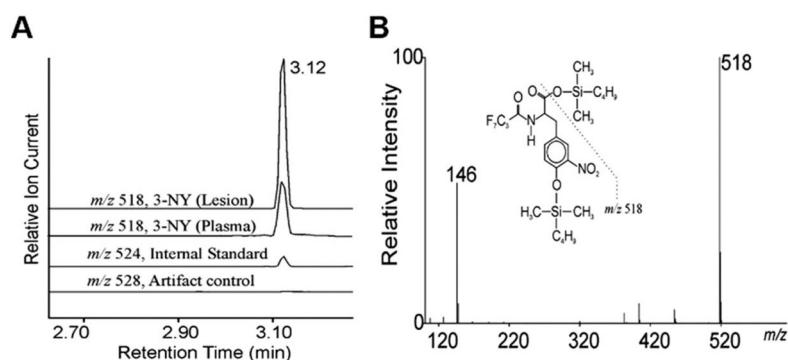 A
Relative Ion Current
3.12
m/z 518, 3-NY (Lesion)
m/z 518, 3-NY (Plasma)
m/z 524, Internal Standard
m/z 528, Artifact control
2.70 2.90 3.10
Retention Time (min)
B
Relative Intensity
100
0
146
518
CH₃
O O–Si–C₄H₉
O CH₃
F₇C₃ N
H
NO₂
O
H₃C–Si–CH₃
C₄H₉
m/z 518
120 220 320 420 520 m/z